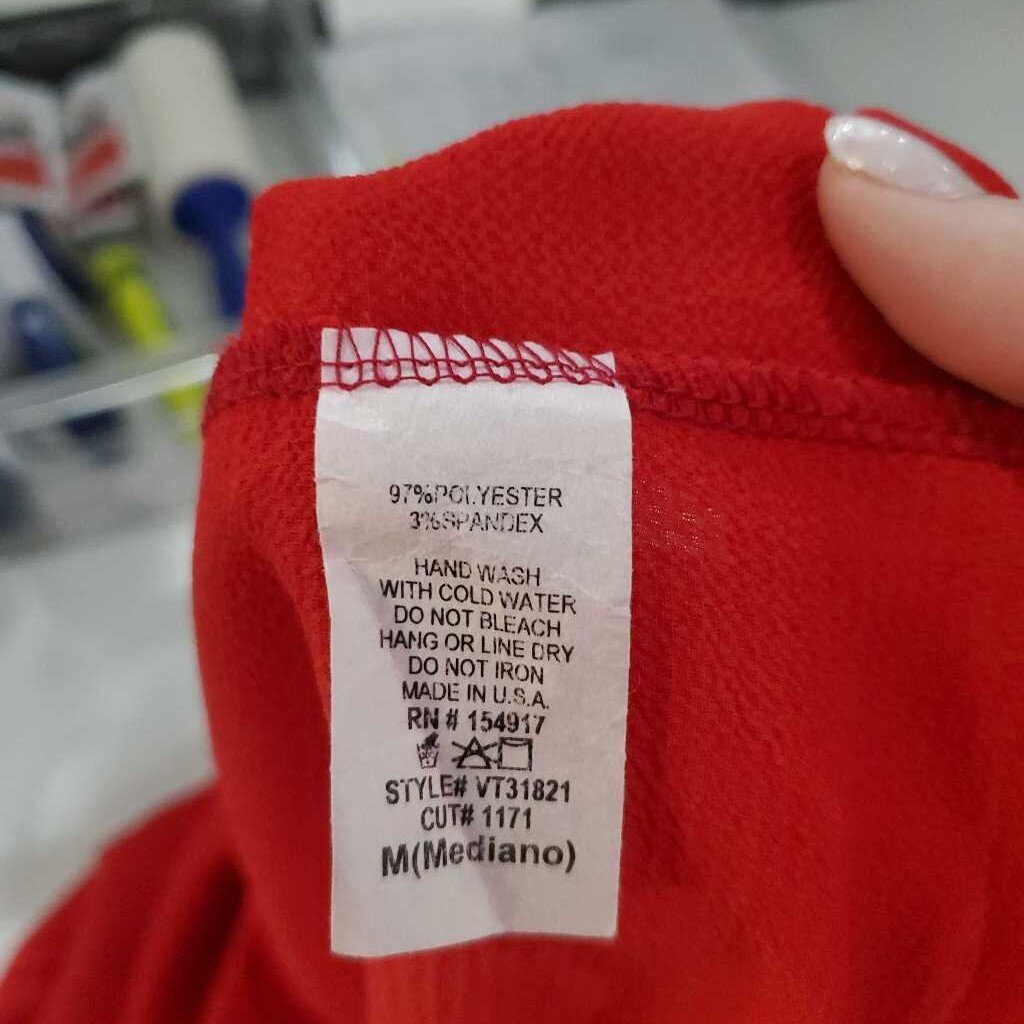 97%POLYESTER
3%SPANDEX
HAND WASH
WITH COLD WATER
DO NOT BLEACH
HANG OR LINE DRY
DO NOT IRON
MADE IN U.S.A.
RN # 154917
STYLE# VT31821
CUT# 1171
M(Mediano)